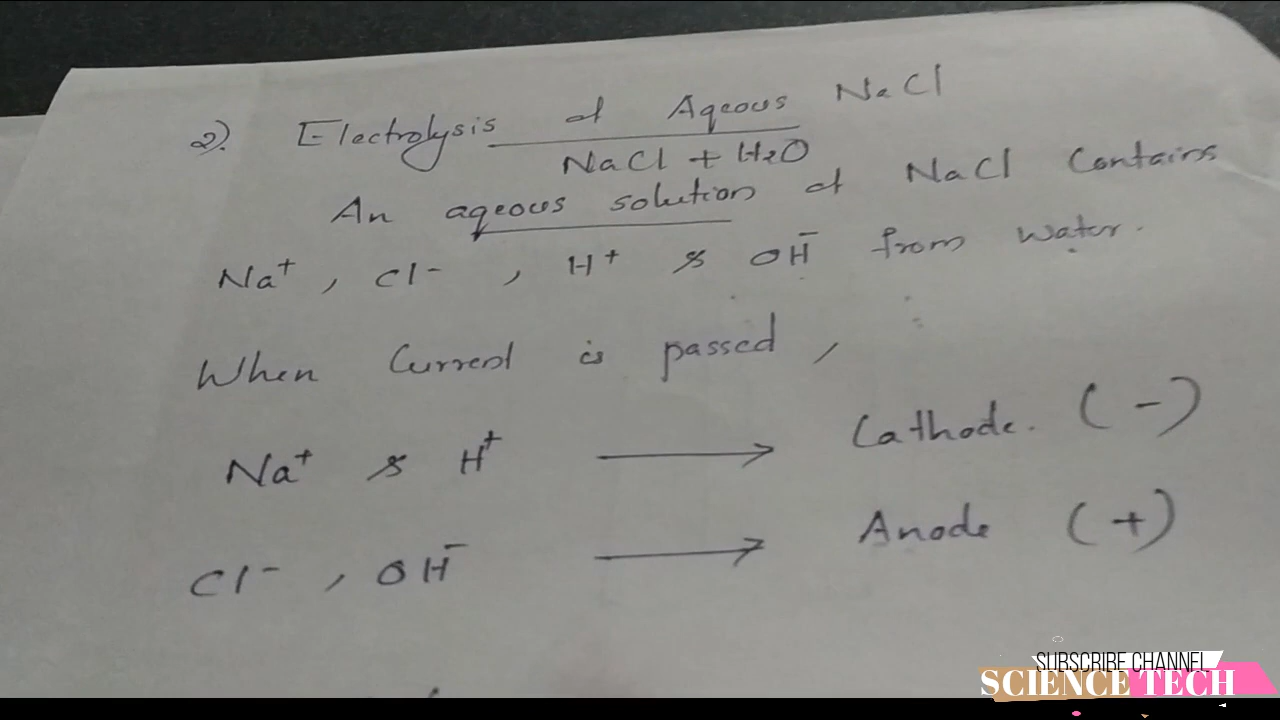 2). Electrolysis of Aqeous NaCl
NaCl + H2O
An aqeous solution of NaCl contains
Na+ , Cl- , H+ & OH- from water.
When Current is passed ,
Na+ & H+ → Cathode. (-)
Cl- , OH- → Anode (+)
SUBSCRIBE CHANNEL
SCIENCE TECH